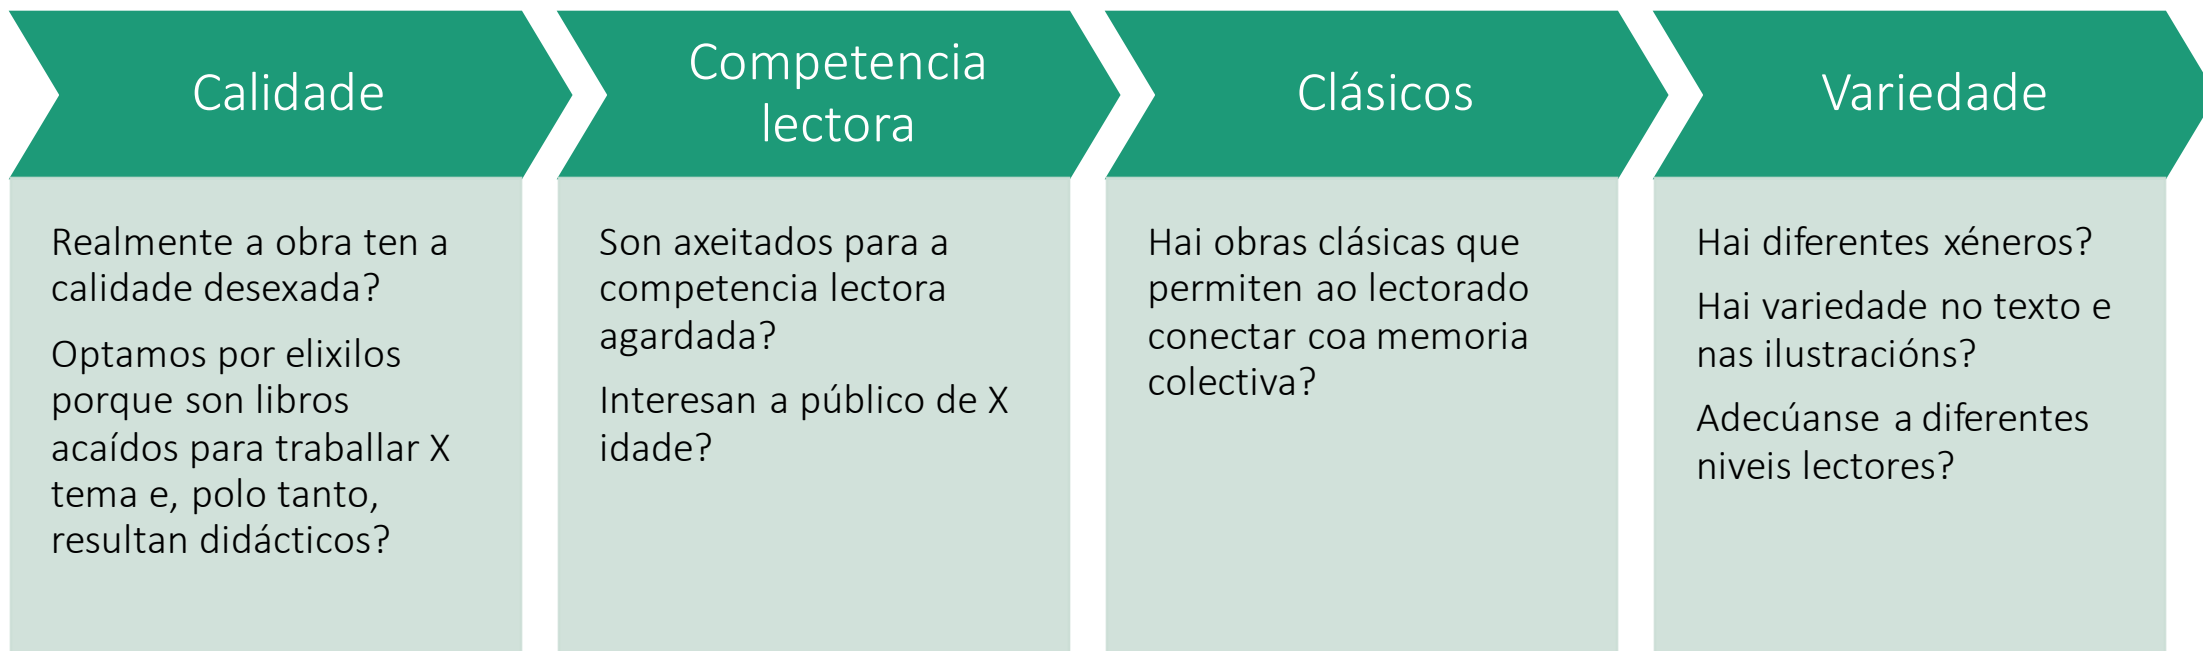 Calidade
Realmente a obra ten a
calidade desexada?
Optamos por elixilos
porque son libros
acaídos para traballar X
tema e, polo tanto,
resultan didácticos?
Competencia
lectora
Son axeitados para a
competencia lectora
agardada?
Interesan a público de X
idade?
Clásicos
Hai obras clásicas que
permiten ao lectorado
conectar coa memoria
colectiva?
Variedade
Hai diferentes xéneros?
Hai variedade no texto e
nas ilustracións?
Adecúanse a diferentes
niveis lectores?